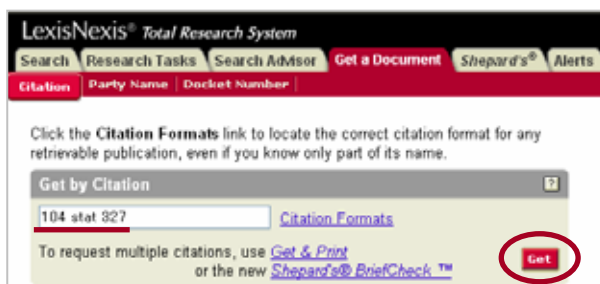 LexisNexis® Total Research System
Search Research Tasks Search Advisor Get a Document Shepard's® Alerts
Citation Party Name Docket Number
Click the Citation Formats link to locate the correct citation format for any
retrievable publication, even if you know only part of its name.
Get by Citation ?
104 stat 327 Citation Formats
To request multiple citations, use Get & Print Get
or the new Shepard's® BriefCheck ™